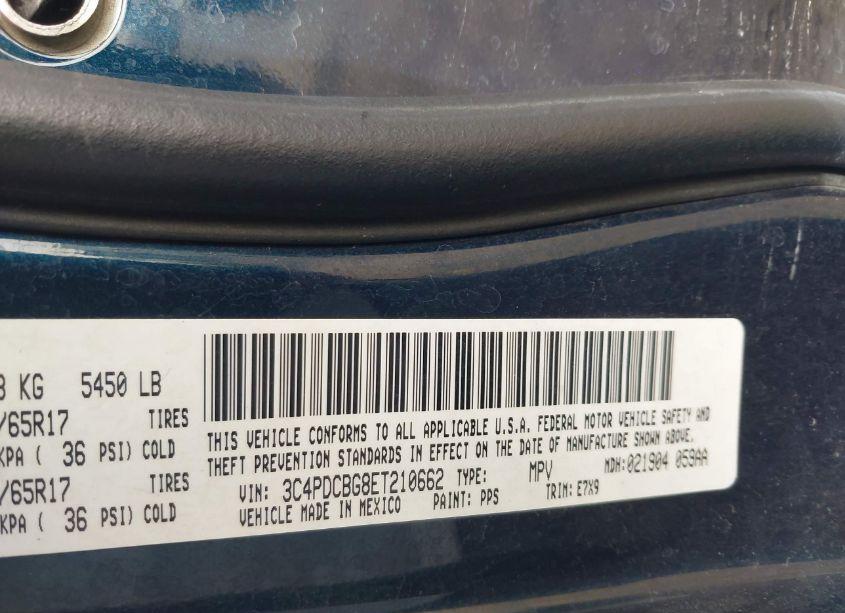 8 KG 5450 LB
/65R17 TIRES
KPA ( 36 PSI) COLD
/65R17 TIRES
KPA ( 36 PSI) COLD
THIS VEHICLE CONFORMS TO ALL APPLICABLE U.S.A. FEDERAL MOTOR VEHICLE SAFETY AND
THEFT PREVENTION STANDARDS IN EFFECT ON THE DATE OF MANUFACTURE SHOWN ABOVE.
VIN: 3C4PDCBG8ET210662 TYPE: MPV MDH:021904 059AA
VEHICLE MADE IN MEXICO PAINT: PPS TRIM: E7X9